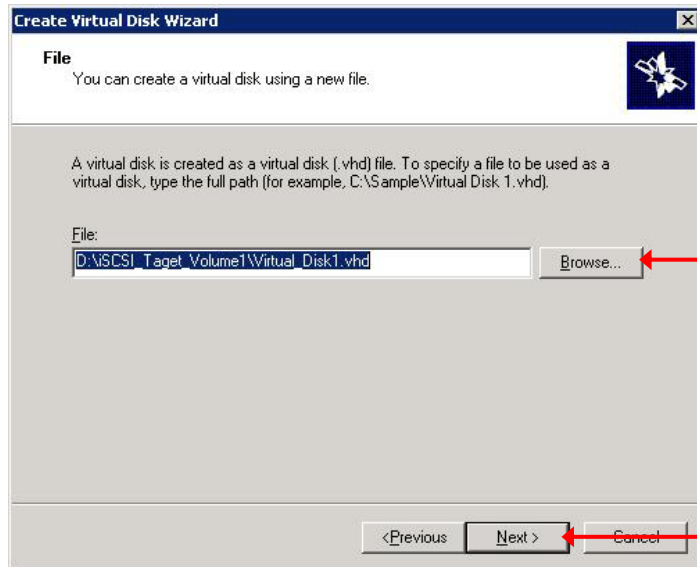 Create Virtual Disk Wizard
File
You can create a virtual disk using a new file.
A virtual disk is created as a virtual disk (.vhd) file. To specify a file to be used as a
virtual disk, type the full path (for example, C:\Sample\Virtual Disk 1.vhd).
File:
D:\iSCSI_Taget_Volume1\Virtual_Disk1.vhd
Browse...
<Previous Next > Cancel